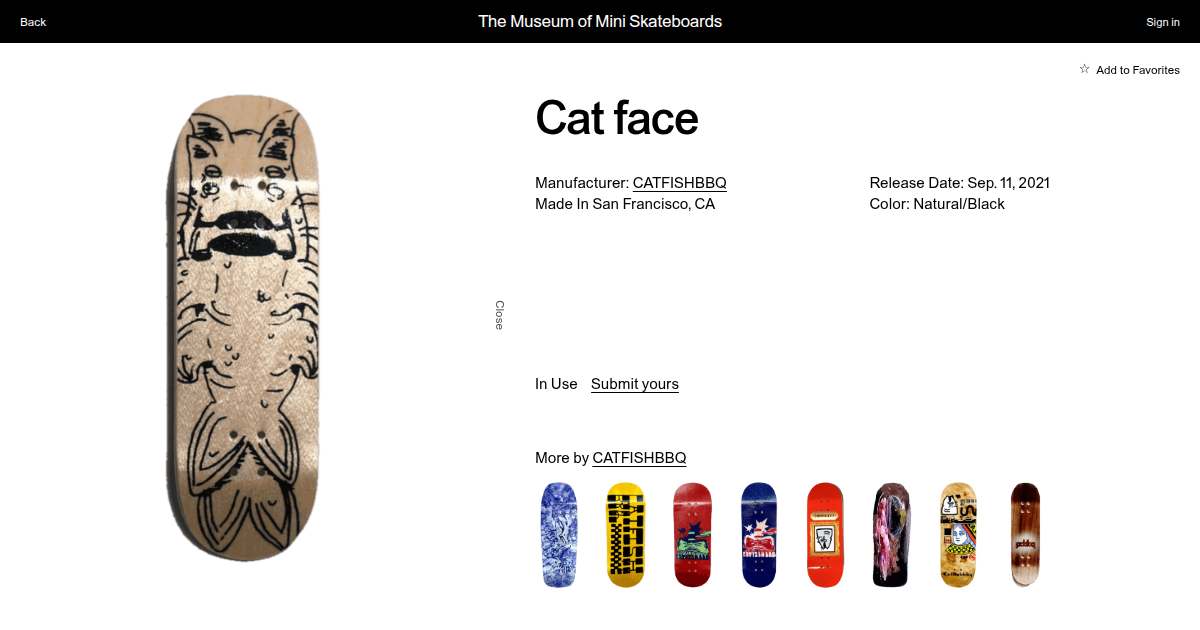 Back
The Museum of Mini Skateboards
Sign in
☆ Add to Favorites
Cat face
Manufacturer: CATFISHBBQ
Made In San Francisco, CA
Release Date: Sep. 11, 2021
Color: Natural/Black
Close
In Use Submit yours
More by CATFISHBBQ